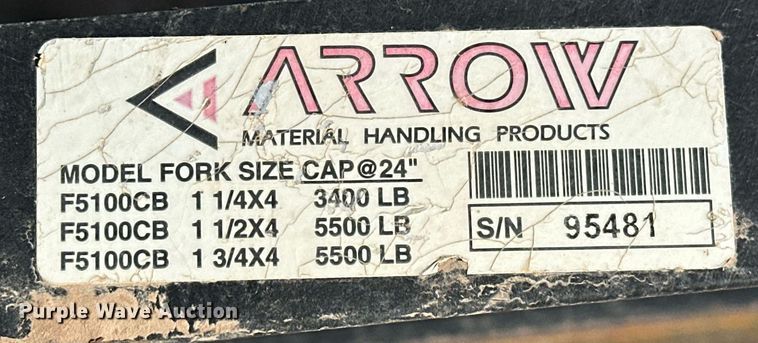 ARROW
MATERIAL HANDLING PRODUCTS
MODEL FORK SIZE CAP@24"
F5100CB 1 1/4X4 3400 LB
F5100CB 1 1/2X4 5500 LB
F5100CB 1 3/4X4 5500 LB
S/N 95481
Purple Wave Auction